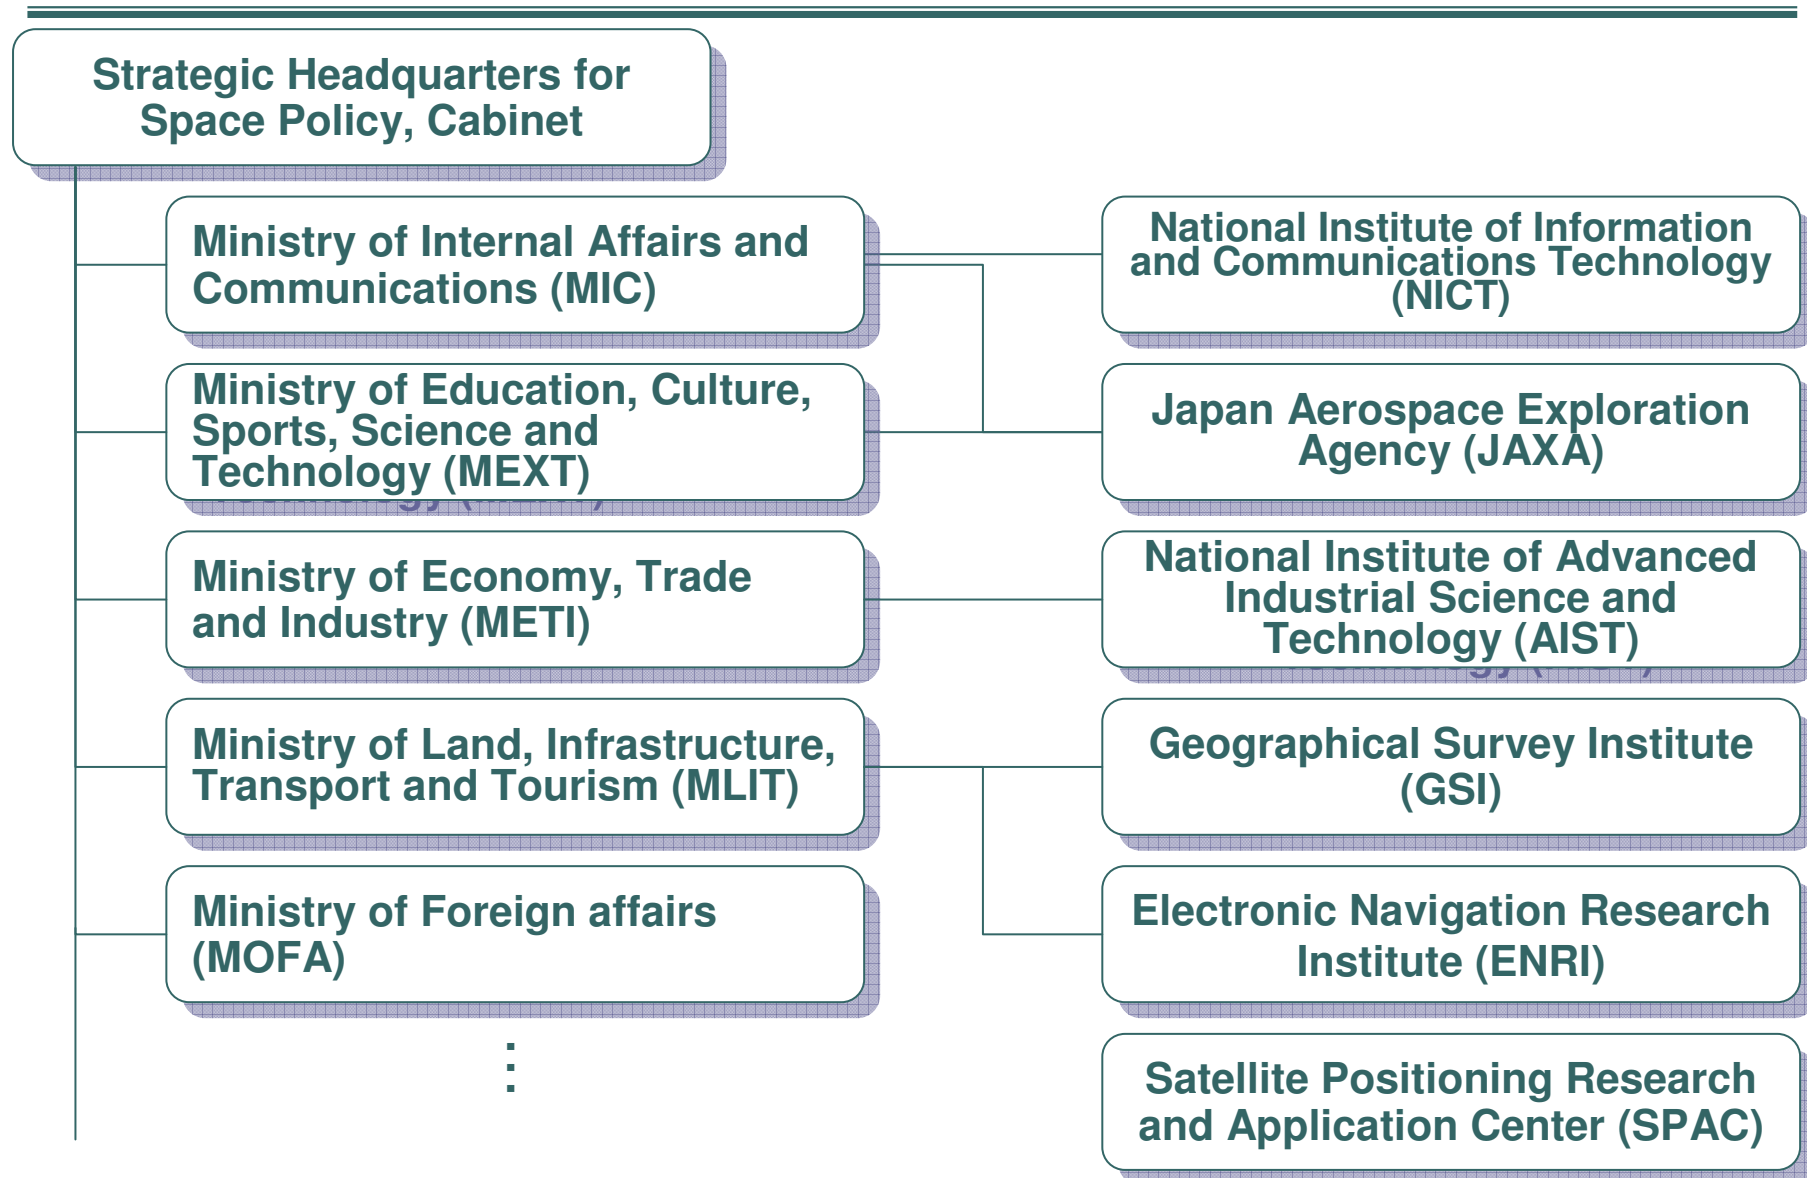 Strategic Headquarters for
Space Policy, Cabinet
Ministry of Internal Affairs and
Communications (MIC)
National Institute of Information
and Communications Technology
(NICT)
Ministry of Education, Culture,
Sports, Science and
Technology (MEXT)
Japan Aerospace Exploration
Agency (JAXA)
Ministry of Economy, Trade
and Industry (METI)
National Institute of Advanced
Industrial Science and
Technology (AIST)
Ministry of Land, Infrastructure,
Transport and Tourism (MLIT)
Geographical Survey Institute
(GSI)
Ministry of Foreign affairs
(MOFA)
Electronic Navigation Research
Institute (ENRI)
Satellite Positioning Research
and Application Center (SPAC)